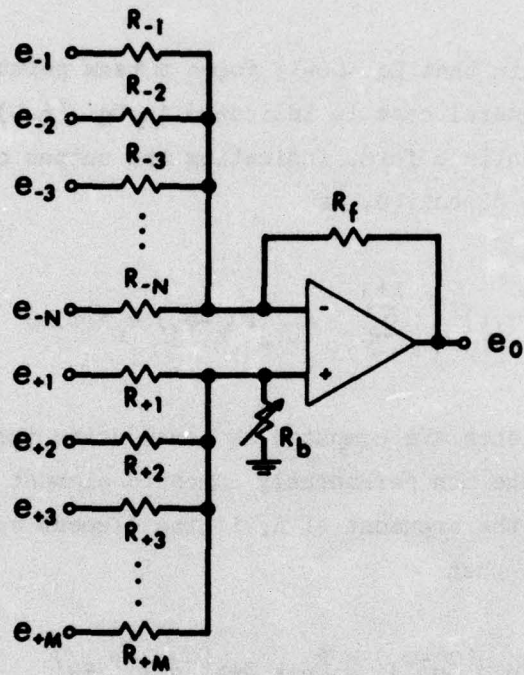 R-1
e-1
R-2
e-2
R-3
e-3
Rf
R-N
e-N
-
e0
e+1
+
R+1
Rb
e+2
R+2
e+3
R+3
e+M
R+M